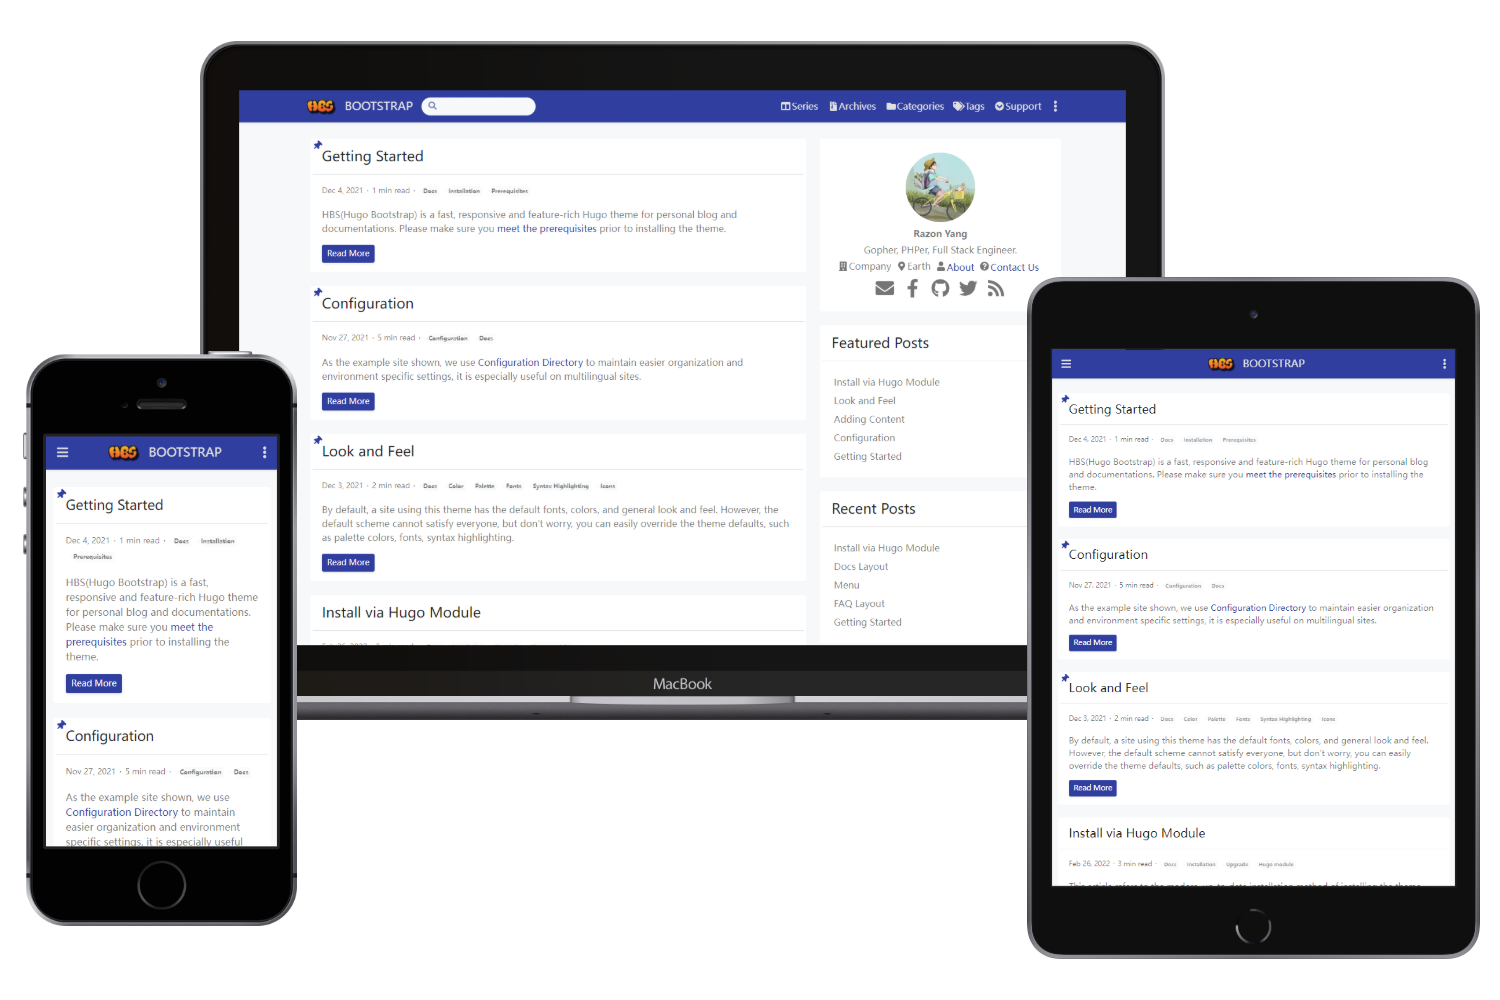 HBS BOOTSTRAP
Series Archives Categories Tags Support
Getting Started
Dec 4, 2021 · 1 min read · Docs Installation Prerequisites
HBS(Hugo Bootstrap) is a fast, responsive and feature-rich Hugo theme for personal blog and
documentations. Please make sure you meet the prerequisites prior to installing the theme.
Read More
Configuration
Nov 27, 2021 · 5 min read · Configuration Docs
As the example site shown, we use Configuration Directory to maintain easier organization and
environment specific settings, it is especially useful on multilingual sites.
Read More
Look and Feel
Dec 3, 2021 · 2 min read · Docs Color Palette Fonts Syntax Highlighting Icons
By default, a site using this theme has the default fonts, colors, and general look and feel. However, the
default scheme cannot satisfy everyone, but don't worry, you can easily override the theme defaults, such
as palette colors, fonts, syntax highlighting.
Read More
Install via Hugo Module
Razon Yang
Gopher, PHPer, Full Stack Engineer.
Company Earth About Contact Us
Featured Posts
Install via Hugo Module
Look and Feel
Adding Content
Configuration
Getting Started
Recent Posts
Install via Hugo Module
Docs Layout
Menu
FAQ Layout
Getting Started
MacBook
HBS BOOTSTRAP
Getting Started
Dec 4, 2021 · 1 min read · Docs Installation
Prerequisites
HBS(Hugo Bootstrap) is a fast,
responsive and feature-rich Hugo theme
for personal blog and documentations.
Please make sure you meet the
prerequisites prior to installing the
theme.
Read More
Configuration
Nov 27, 2021 · 5 min read · Configuration Docs
As the example site shown, we use
Configuration Directory to maintain
easier organization and environment
specific settings, it is especially useful
HBS BOOTSTRAP
Getting Started
Dec 4, 2021 · 1 min read · Docs Installation Prerequisites
HBS(Hugo Bootstrap) is a fast, responsive and feature-rich Hugo theme for personal blog
and documentations. Please make sure you meet the prerequisites prior to installing the
theme.
Read More
Configuration
Nov 27, 2021 · 5 min read · Configuration Docs
As the example site shown, we use Configuration Directory to maintain easier organization
and environment specific settings, it is especially useful on multilingual sites.
Read More
Look and Feel
Dec 3, 2021 · 2 min read · Docs Color Palette Fonts Syntax Highlighting Icons
By default, a site using this theme has the default fonts, colors, and general look and feel.
However, the default scheme cannot satisfy everyone, but don't worry, you can easily
override the theme defaults, such as palette colors, fonts, syntax highlighting.
Read More
Install via Hugo Module
Feb 26, 2022 · 3 min read · Docs Installation Upgrade Hugo module